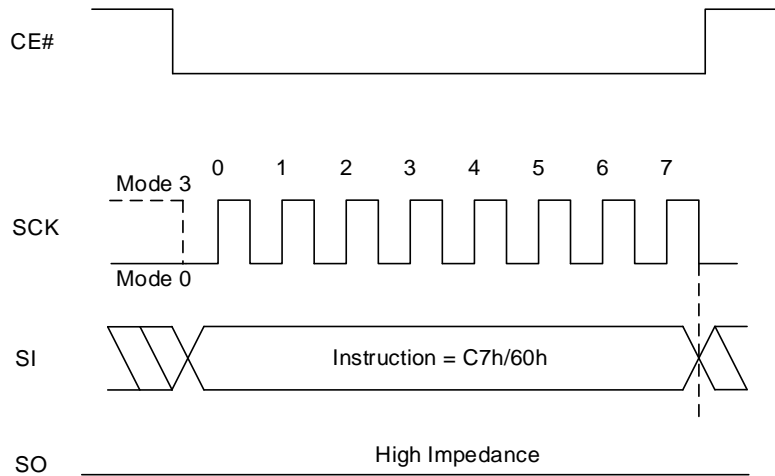 CE#
0 1 2 3 4 5 6 7
Mode 3
SCK
Mode 0
SI
Instruction = C7h/60h
High Impedance
SO